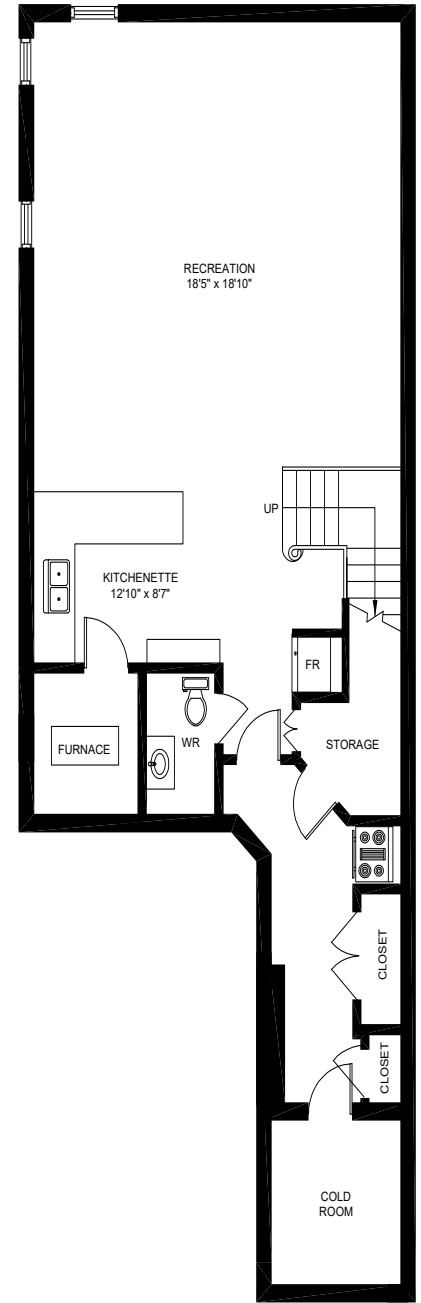 RECREATION
18'5" x 18'10"
UP
KITCHENETTE
12'10" x 8'7"
FR
WR
FURNACE
STORAGE
CLOSET
CLOSET
COLD
ROOM